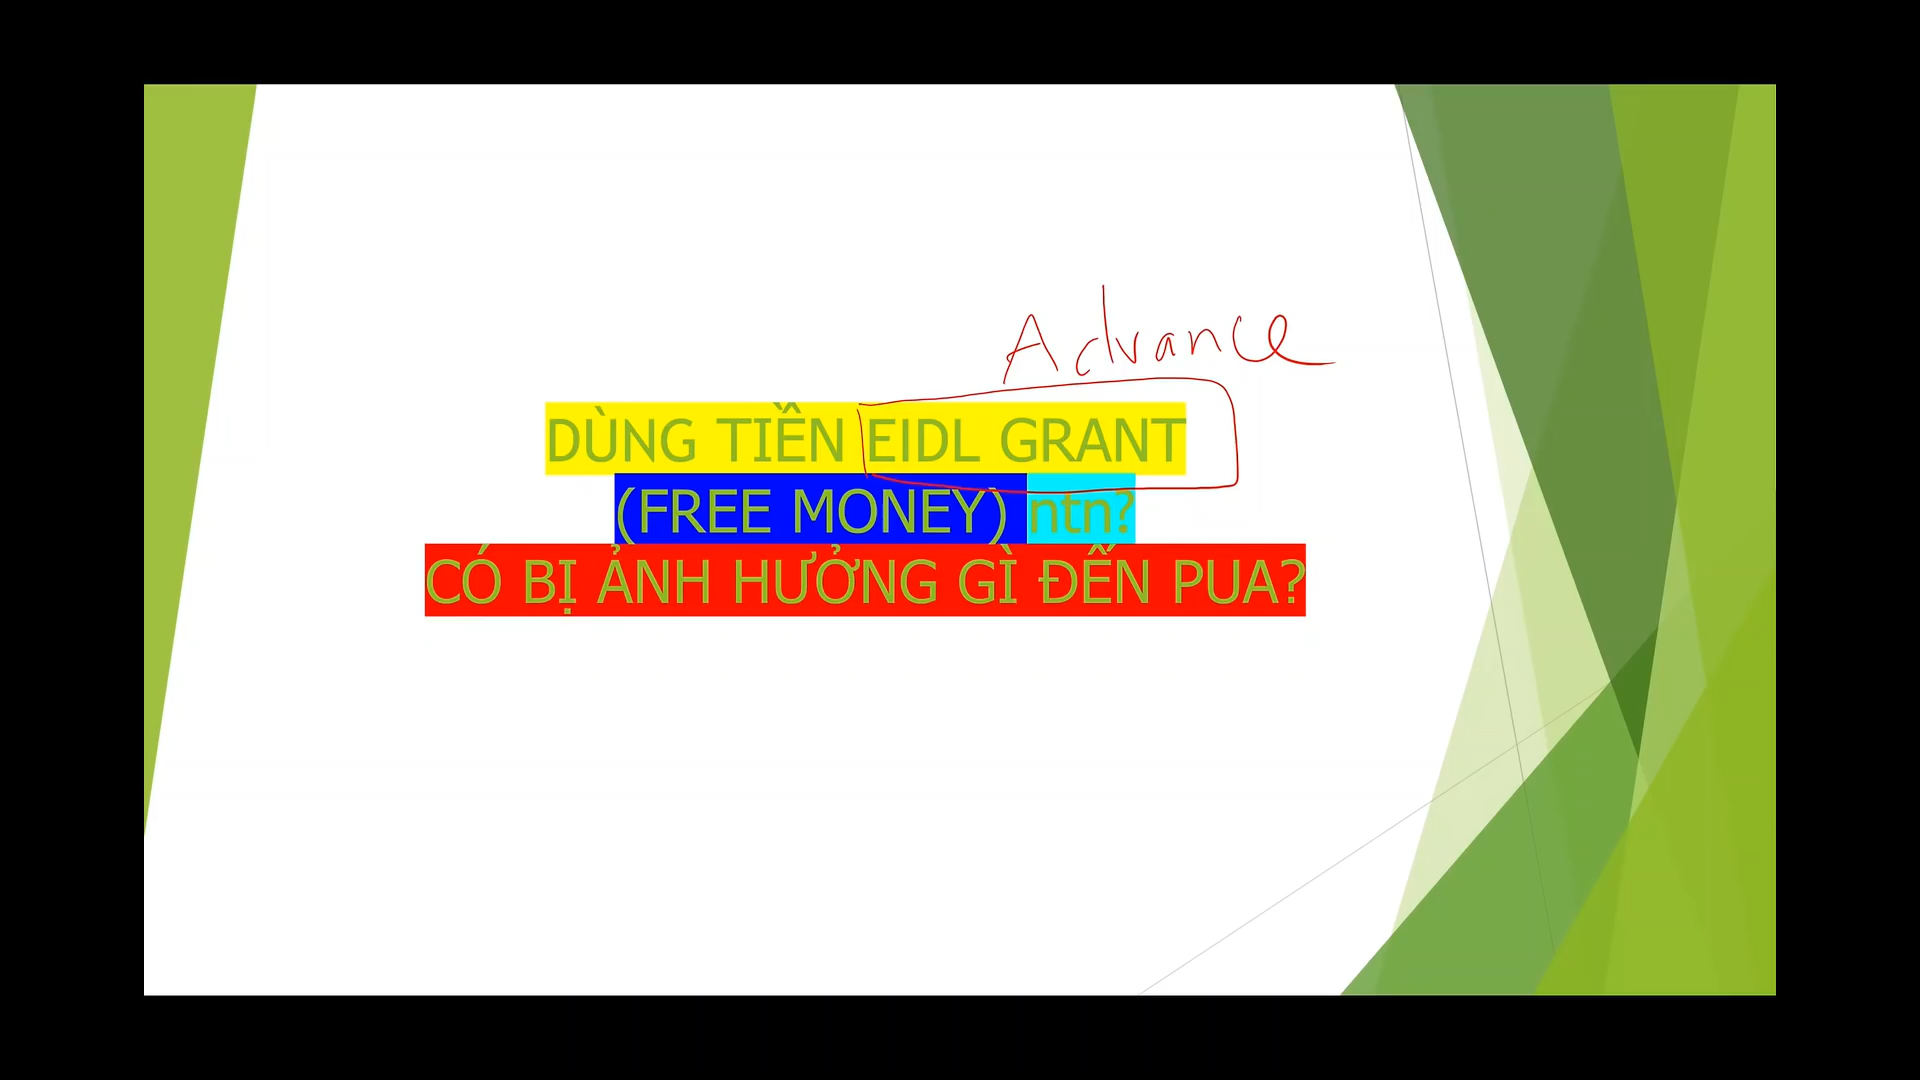 Advance
DÙNG TIỀN EIDL GRANT
(FREE MONEY) ntn?
CÓ BỊ ẢNH HƯỞNG GÌ ĐẾN PUA?